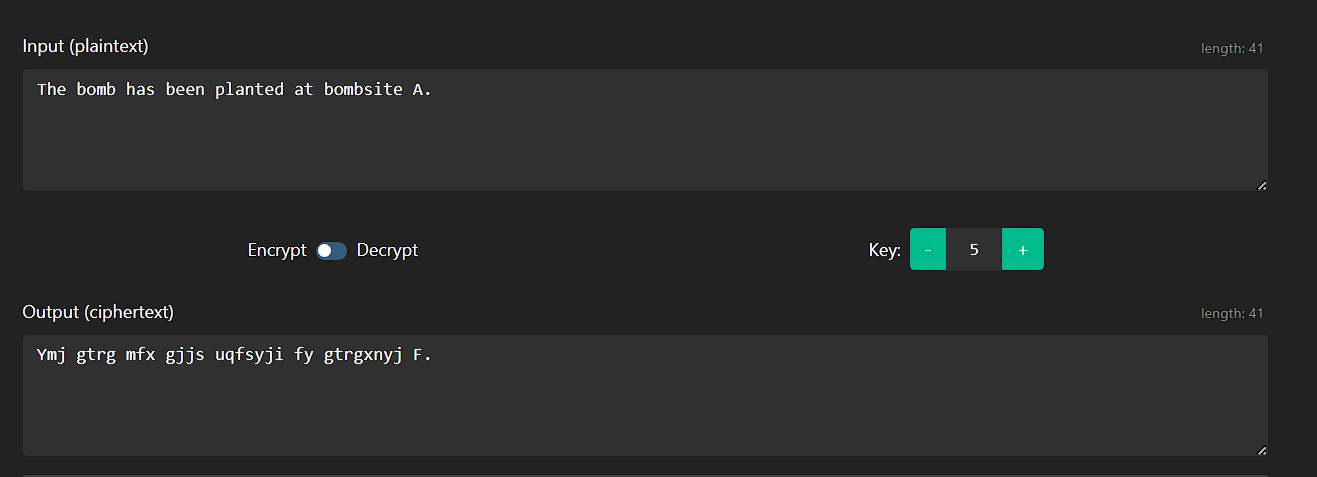 Input (plaintext) length: 41
The bomb has been planted at bombsite A.
Encrypt Decrypt Key: - 5 +
Output (ciphertext) length: 41
Ymj gtrg mfx gjjs uqfsyji fy gtrgxnyj F.